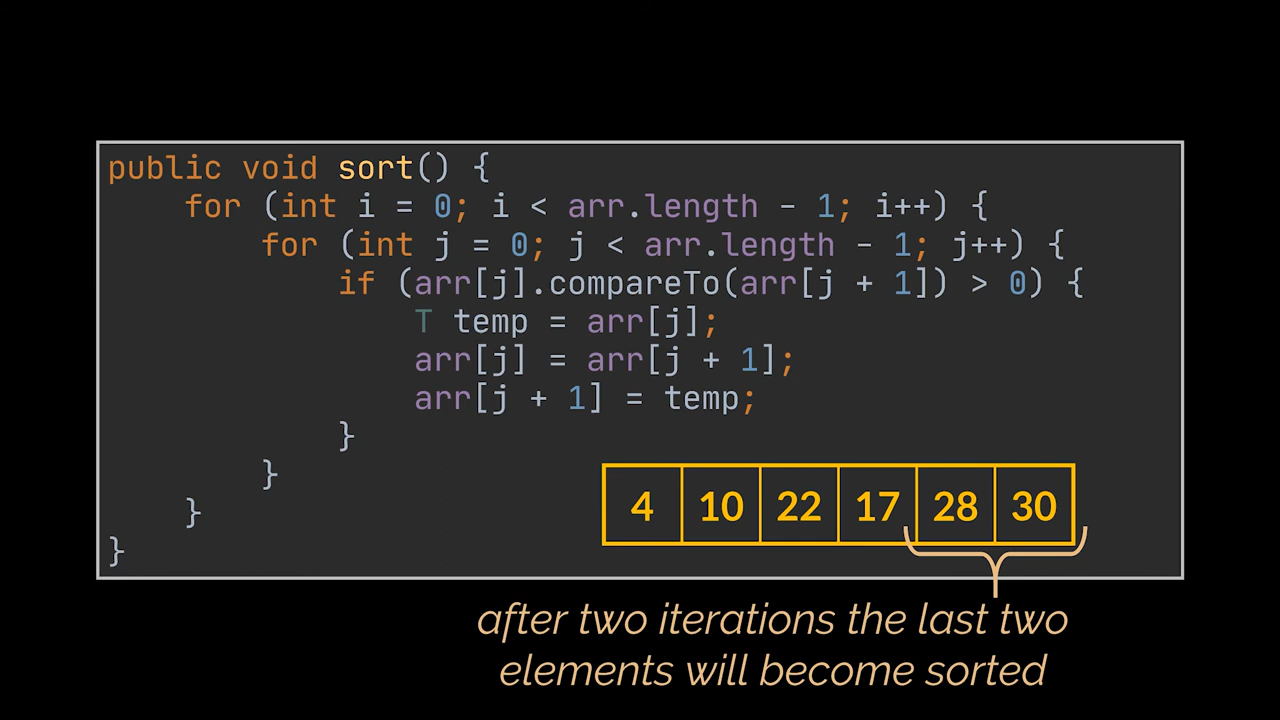 public void sort() {
    for (int i = 0; i < arr.length - 1; i++) {
        for (int j = 0; j < arr.length - 1; j++) {
            if (arr[j].compareTo(arr[j + 1]) > 0) {
                T temp = arr[j];
                arr[j] = arr[j + 1];
                arr[j + 1] = temp;
            }
        }
    }
}
4 10 22 17 28 30
after two iterations the last two
elements will become sorted